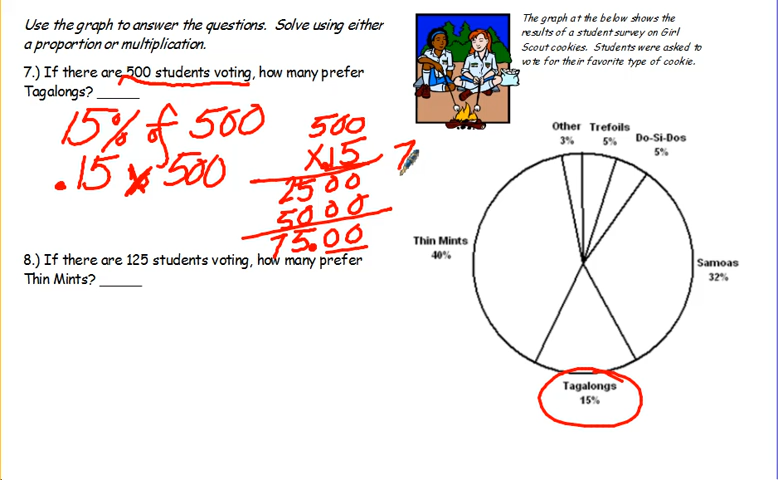 Use the graph to answer the questions. Solve using either
a proportion or multiplication.
7.) If there are 500 students voting, how many prefer
Tagalongs? ______
15% of 500
.15 x 500
500
x.15
2500
5000
75.00
7
8.) If there are 125 students voting, how many prefer
Thin Mints? ______
The graph at the below shows the
results of a student survey on Girl
Scout cookies. Students were asked to
vote for their favorite type of cookie.
Other
3%
Trefoils
5%
Do-Si-Dos
5%
Thin Mints
40%
Samoas
32%
Tagalongs
15%